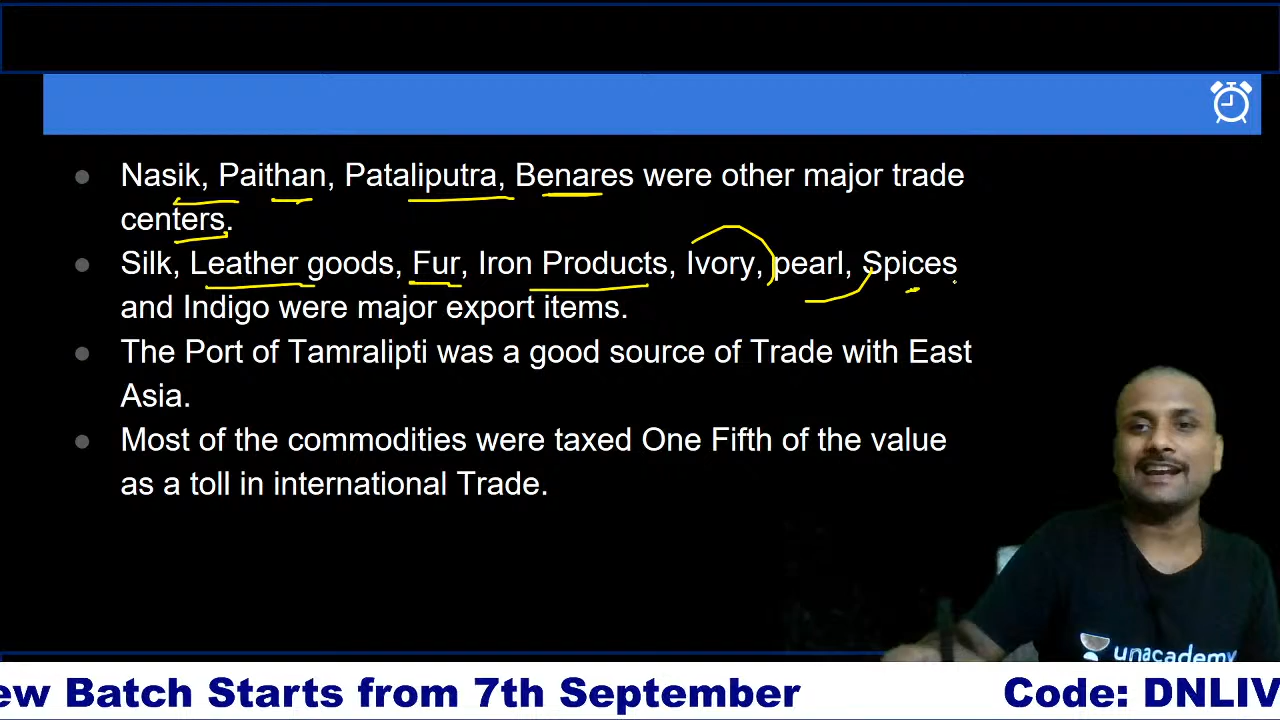 Nasik, Paithan, Pataliputra, Benares were other major trade
centers.
Silk, Leather goods, Fur, Iron Products, Ivory, pearl, Spices
and Indigo were major export items.
The Port of Tamralipti was a good source of Trade with East
Asia.
Most of the commodities were taxed One Fifth of the value
as a toll in international Trade.
unacademy
ew Batch Starts from 7th September Code: DNLIV